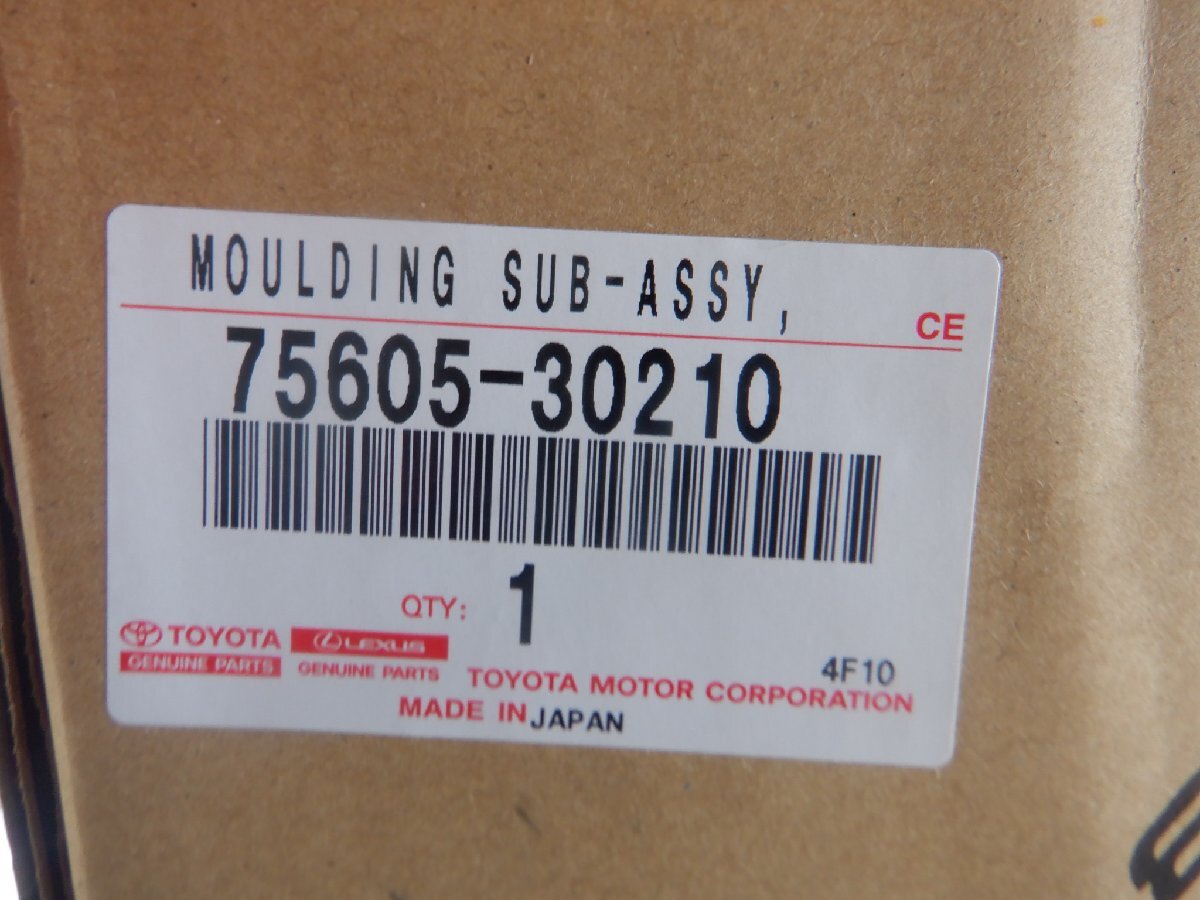 MOULDING SUB-ASSY,
CE
75605-30210
QTY: 1
TOYOTA LEXUS
GENUINE PARTS GENUINE PARTS
4F10
TOYOTA MOTOR CORPORATION
MADE IN JAPAN